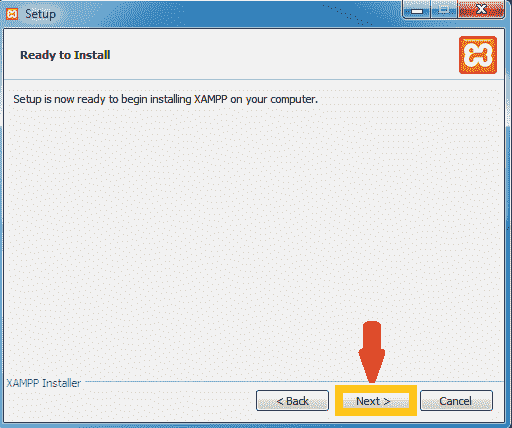 Setup
Ready to Install
Setup is now ready to begin installing XAMPP on your computer.
XAMPP Installer
< Back
Next >
Cancel